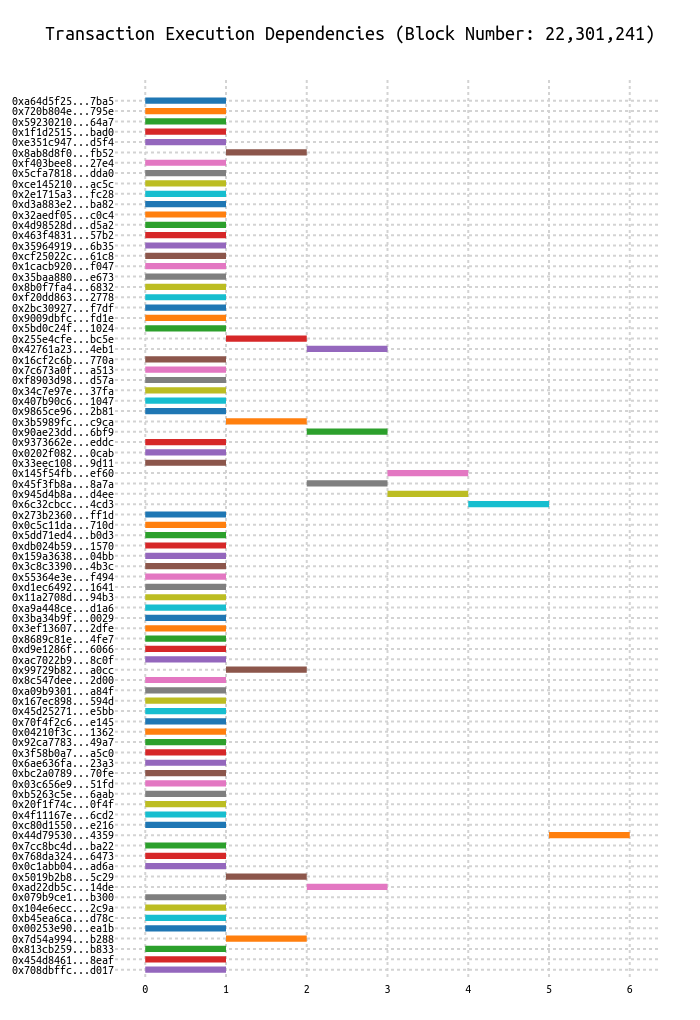 Transaction Execution Dependencies (Block Number: 22,301,241)
0xa64d5f25...7ba5
0x720b804e...795e
0x59230210...64a7
0x1f1d2515...bad0
0xe351c947...d5f4
0x8ab8d8f0...fb52
0xf403bee8...27e4
0x5cfa7818...dda0
0xce145210...ac5c
0x2e1715a3...fc28
0xd3a883e2...ba82
0x32aedf05...c0c4
0x4d98528d...d5a2
0x463f4831...57b2
0x35964919...6b35
0xcf25022c...61c8
0x1cacb920...f047
0x35baa880...e673
0x8b0f7fa4...6832
0xf20dd863...2778
0x2bc30927...f7df
0x9009dbfc...fd1e
0x5bd0c24f...1024
0x255e4cfe...bc5e
0x42761a23...4eb1
0x16cf2c6b...770a
0x7c673a0f...a513
0xf8903d98...d57a
0x34c7e97e...37fa
0x407b90c6...1047
0x9865ce96...2b81
0x3b5989fc...c9ca
0x90ae23dd...6bf9
0x9373662e...eddc
0x0202f082...0cab
0x33eec108...9d11
0x145f54fb...ef60
0x45f3fb8a...8a7a
0x945d4b8a...d4ee
0x6c32cbcc...4cd3
0x273b2360...ff1d
0x0c5c11da...710d
0x5dd71ed4...b0d3
0xdb024b59...1570
0x159a3638...04bb
0x3c8c3390...4b3c
0x55364e3e...f494
0xd1ec6492...1641
0x11a2708d...94b3
0xa9a448ce...d1a6
0x3ba34b9f...0029
0x3ef13607...2dfe
0x8689c81e...4fe7
0xd9e1286f...6066
0xac7022b9...8c0f
0x99729b82...a0cc
0x8c547dee...2d00
0xa09b9301...a84f
0x167ec898...594d
0x45d25271...e5bb
0x70f4f2c6...e145
0x04210f3c...1362
0x92ca7783...49a7
0x3f58b0a7...a5c0
0x6ae636fa...23a3
0xbc2a0789...70fe
0x03c656e9...51fd
0xb5263c5e...6aab
0x20f1f74c...0f4f
0x4f11167e...6cd2
0xc80d1550...e216
0x44d79530...4359
0x7cc8bc4d...ba22
0x768da324...6473
0x0c1abb04...ad6a
0x5019b2b8...5c29
0xad22db5c...14de
0x079b9ce1...b300
0x104e6ecc...2c9a
0xb45ea6ca...d78c
0x00253e90...ea1b
0x7d54a994...b288
0x813cb259...b833
0x454d8461...8eaf
0x708dbffc...d017
0 1 2 3 4 5 6